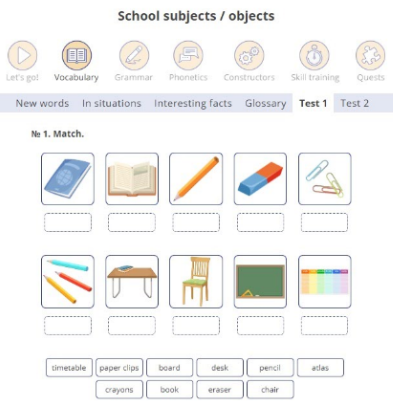 School subjects / objects
Let's go! Vocabulary Grammar Phonetics Constructors Skill training Quests
New words In situations Interesting facts Glossary Test 1 Test 2
№ 1. Match.
timetable paper clips board desk pencil atlas
crayons book eraser chair